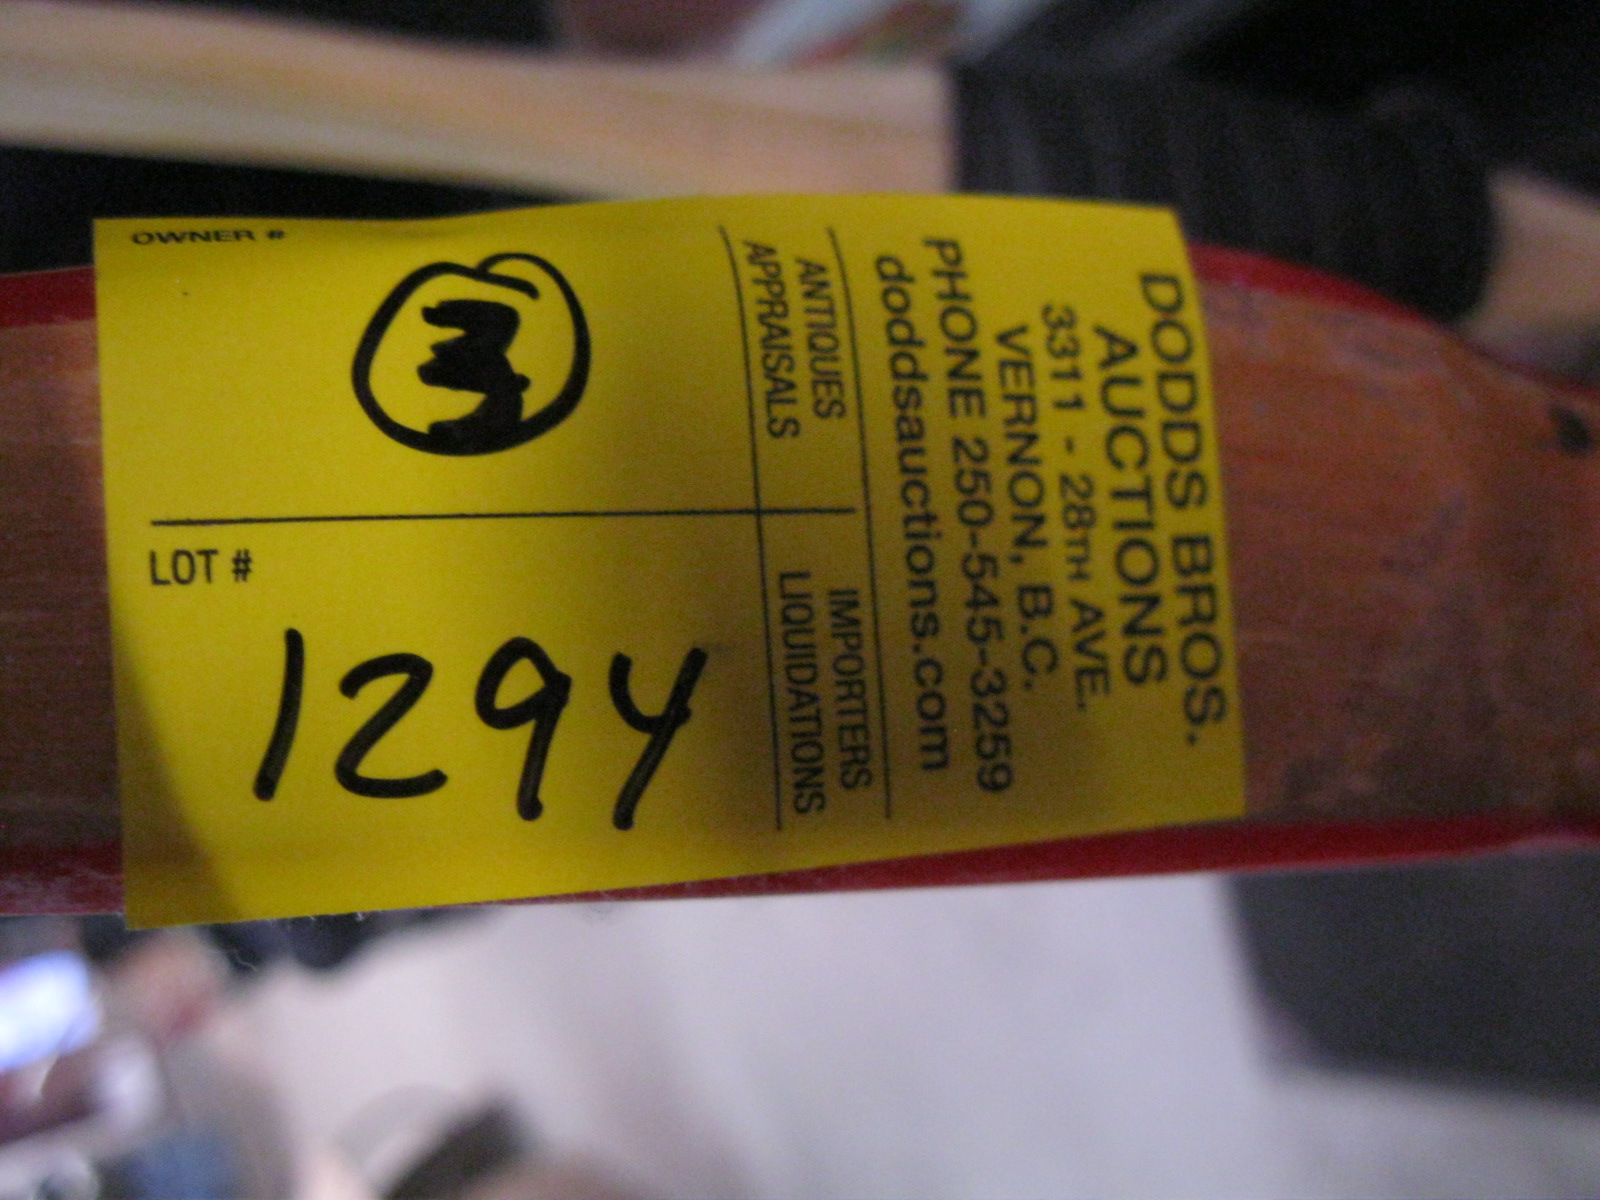 DODDS BROS.
AUCTIONS
3311 - 28TH AVE.
VERNON, B.C.
PHONE 250-545-3259
doddsauctions.com
ANTIQUES
APPRAISALS
IMPORTERS
LIQUIDATIONS
OWNER #
LOT #
1294